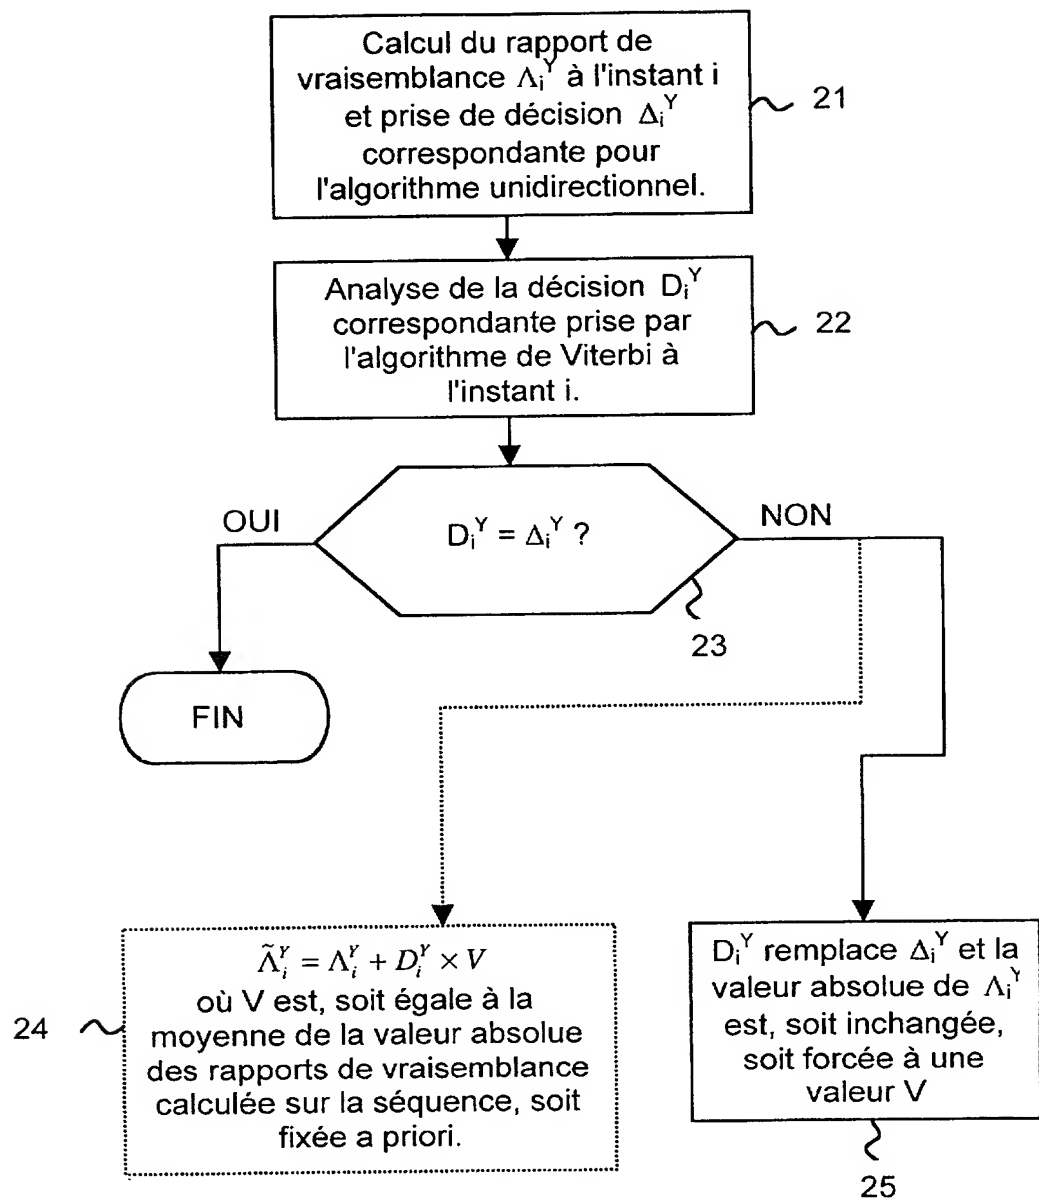 Calcul du rapport de
vraisemblance Λᵢ^Y à l'instant i
et prise de décision Δᵢ^Y
correspondante pour
l'algorithme unidirectionnel.
21
Analyse de la décision Dᵢ^Y
correspondante prise par
l'algorithme de Viterbi à
l'instant i.
22
OUI
Dᵢ^Y = Δᵢ^Y ?
NON
23
FIN
Λ̃ᵢ^Y = Λᵢ^Y + Dᵢ^Y × V
où V est, soit égale à la
moyenne de la valeur absolue
des rapports de vraisemblance
calculée sur la séquence, soit
fixée a priori.
24
Dᵢ^Y remplace Δᵢ^Y et la
valeur absolue de Λᵢ^Y
est, soit inchangée,
soit forcée à une
valeur V
25